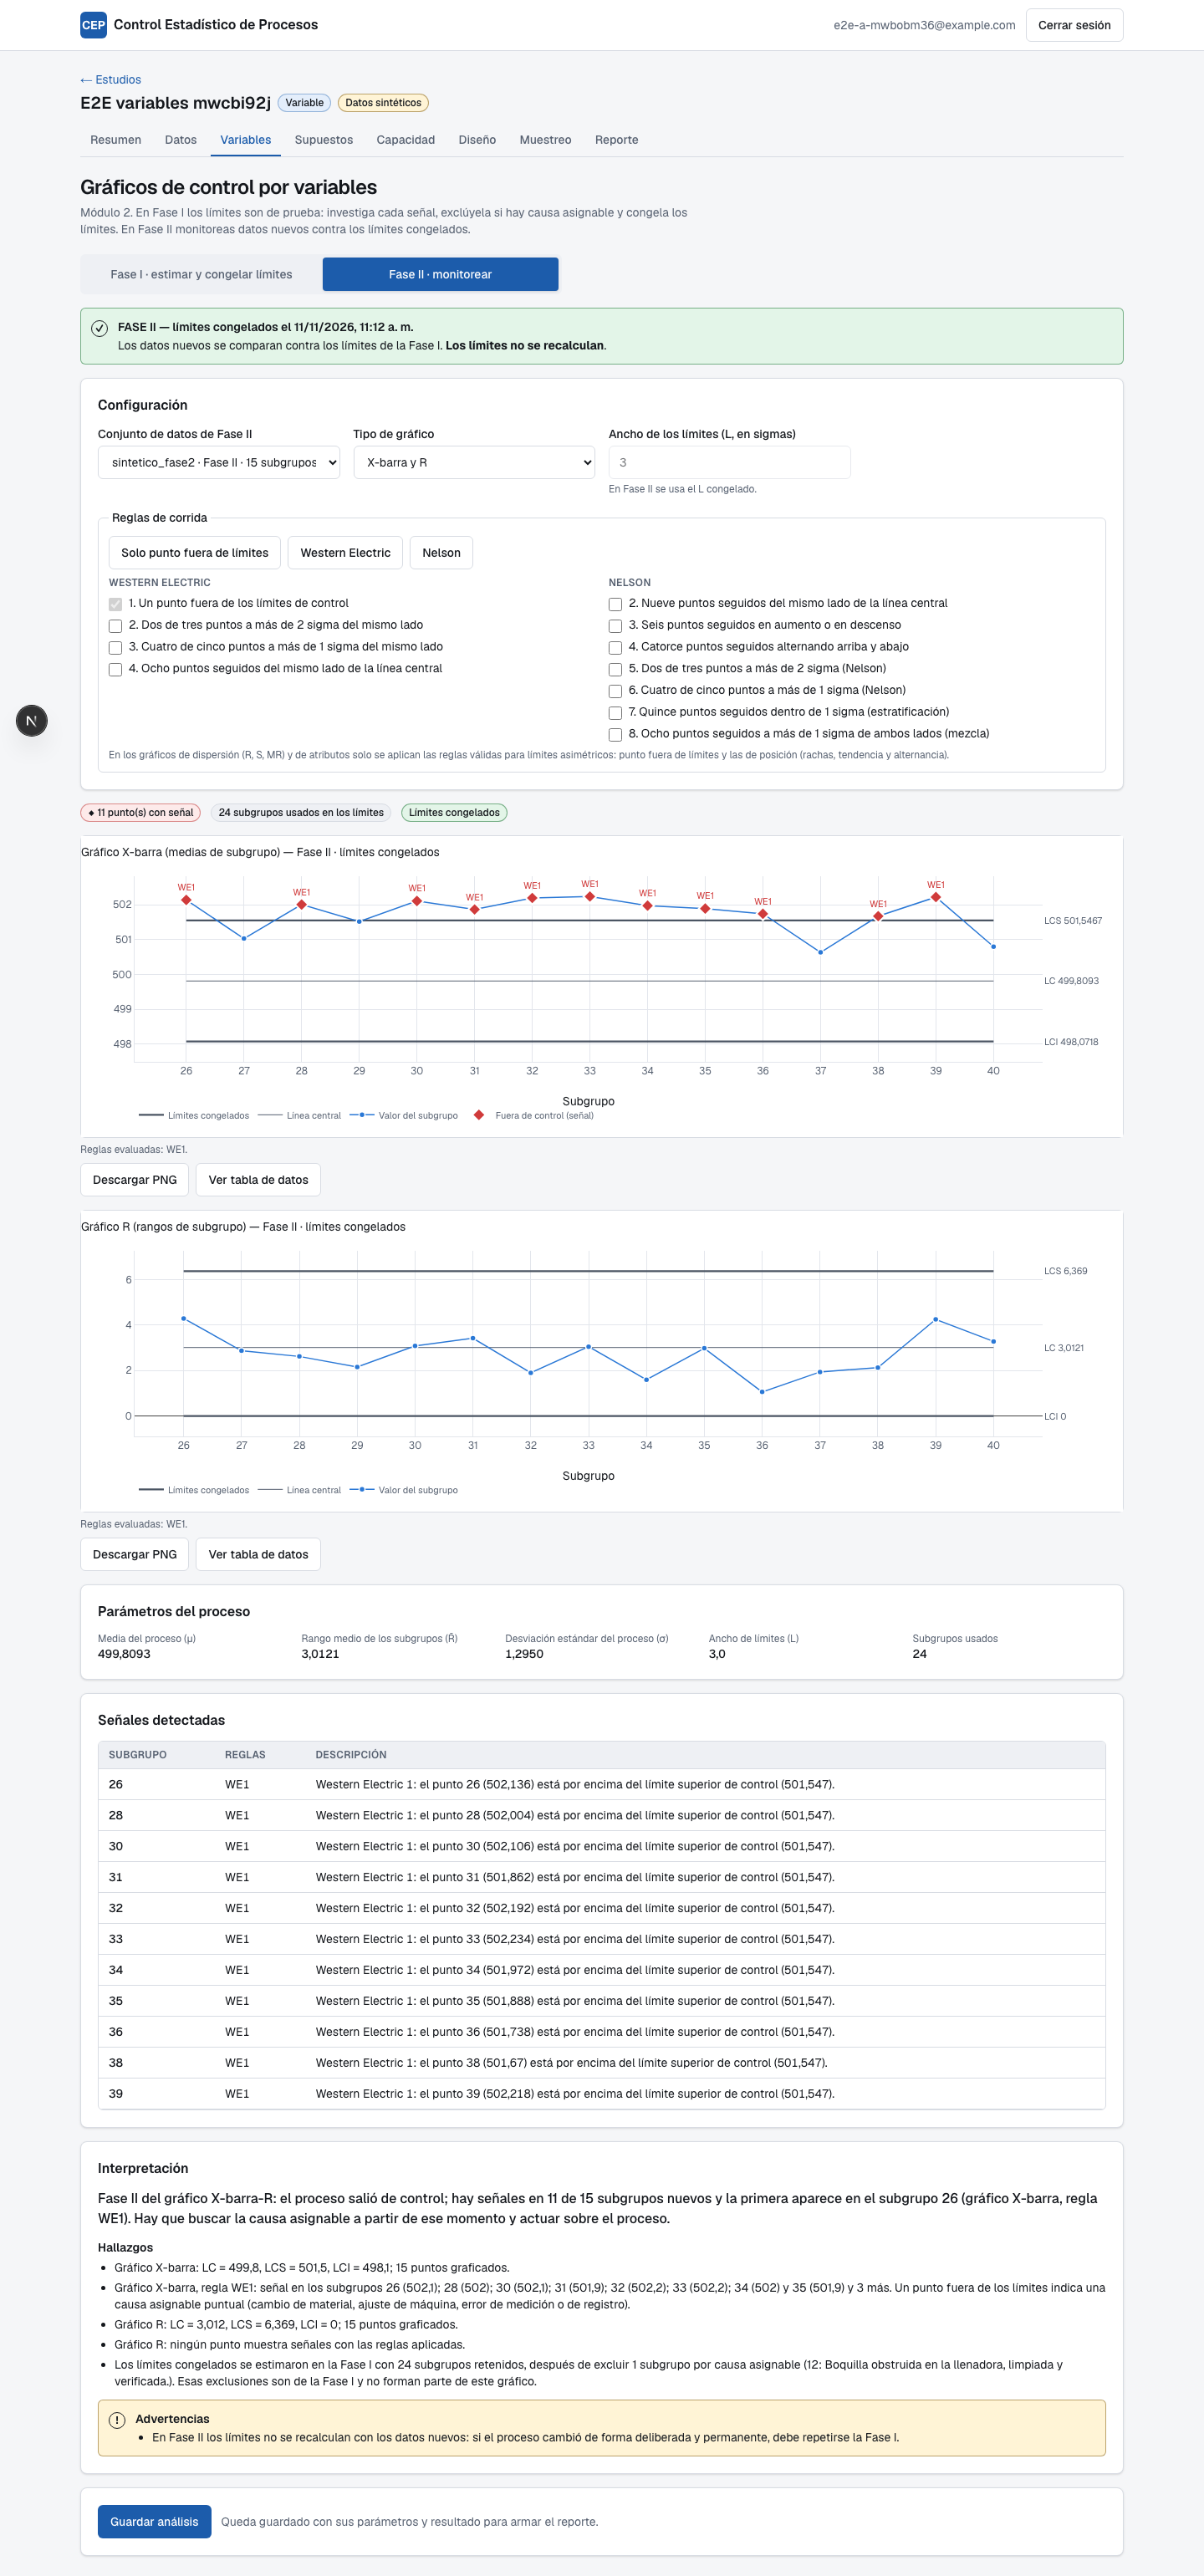 CEP Control Estadístico de Procesos
e2e-a-mwbobm36@example.com
Cerrar sesión
← Estudios
E2E variables mwcbi92j Variable Datos sintéticos
Resumen Datos Variables Supuestos Capacidad Diseño Muestreo Reporte
Gráficos de control por variables
Módulo 2. En Fase I los límites son de prueba: investiga cada señal, exclúyela si hay causa asignable y congela los
límites. En Fase II monitoreas datos nuevos contra los límites congelados.
Fase I · estimar y congelar límites Fase II · monitorear
FASE II — límites congelados el 11/11/2026, 11:12 a. m.
Los datos nuevos se comparan contra los límites de la Fase I. Los límites no se recalculan.
Configuración
Conjunto de datos de Fase II Tipo de gráfico Ancho de los límites (L, en sigmas)
sintetico_fase2 · Fase II · 15 subgrupos X-barra y R 3
En Fase II se usa el L congelado.
Reglas de corrida
Solo punto fuera de límites Western Electric Nelson
WESTERN ELECTRIC
1. Un punto fuera de los límites de control
2. Dos de tres puntos a más de 2 sigma del mismo lado
3. Cuatro de cinco puntos a más de 1 sigma del mismo lado
4. Ocho puntos seguidos del mismo lado de la línea central
NELSON
2. Nueve puntos seguidos del mismo lado de la línea central
3. Seis puntos seguidos en aumento o en descenso
4. Catorce puntos seguidos alternando arriba y abajo
5. Dos de tres puntos a más de 2 sigma (Nelson)
6. Cuatro de cinco puntos a más de 1 sigma (Nelson)
7. Quince puntos seguidos dentro de 1 sigma (estratificación)
8. Ocho puntos seguidos a más de 1 sigma de ambos lados (mezcla)
En los gráficos de dispersión (R, S, MR) y de atributos solo se aplican las reglas válidas para límites asimétricos: punto fuera de límites y las de posición (rachas, tendencia y alternancia).
N
♦ 11 punto(s) con señal 24 subgrupos usados en los límites Límites congelados
Gráfico X-barra (medias de subgrupo) — Fase II · límites congelados
WE1 WE1 WE1 WE1 WE1 WE1 WE1 WE1 WE1 WE1 WE1
502
501
500
499
498
LCS 501,5467
LC 499,8093
LCI 498,0718
26 27 28 29 30 31 32 33 34 35 36 37 38 39 40
Subgrupo
Límites congelados Línea central Valor del subgrupo Fuera de control (señal)
Reglas evaluadas: WE1.
Descargar PNG Ver tabla de datos
Gráfico R (rangos de subgrupo) — Fase II · límites congelados
6
4
2
0
LCS 6,369
LC 3,0121
LCI 0
26 27 28 29 30 31 32 33 34 35 36 37 38 39 40
Subgrupo
Límites congelados Línea central Valor del subgrupo
Reglas evaluadas: WE1.
Descargar PNG Ver tabla de datos
Parámetros del proceso
Media del proceso (μ) Rango medio de los subgrupos (R̄) Desviación estándar del proceso (σ) Ancho de límites (L) Subgrupos usados
499,8093 3,0121 1,2950 3,0 24
Señales detectadas
SUBGRUPO REGLAS DESCRIPCIÓN
26 WE1 Western Electric 1: el punto 26 (502,136) está por encima del límite superior de control (501,547).
28 WE1 Western Electric 1: el punto 28 (502,004) está por encima del límite superior de control (501,547).
30 WE1 Western Electric 1: el punto 30 (502,106) está por encima del límite superior de control (501,547).
31 WE1 Western Electric 1: el punto 31 (501,862) está por encima del límite superior de control (501,547).
32 WE1 Western Electric 1: el punto 32 (502,192) está por encima del límite superior de control (501,547).
33 WE1 Western Electric 1: el punto 33 (502,234) está por encima del límite superior de control (501,547).
34 WE1 Western Electric 1: el punto 34 (501,972) está por encima del límite superior de control (501,547).
35 WE1 Western Electric 1: el punto 35 (501,888) está por encima del límite superior de control (501,547).
36 WE1 Western Electric 1: el punto 36 (501,738) está por encima del límite superior de control (501,547).
38 WE1 Western Electric 1: el punto 38 (501,67) está por encima del límite superior de control (501,547).
39 WE1 Western Electric 1: el punto 39 (502,218) está por encima del límite superior de control (501,547).
Interpretación
Fase II del gráfico X-barra-R: el proceso salió de control; hay señales en 11 de 15 subgrupos nuevos y la primera aparece en el subgrupo 26 (gráfico X-barra, regla
WE1). Hay que buscar la causa asignable a partir de ese momento y actuar sobre el proceso.
Hallazgos
• Gráfico X-barra: LC = 499,8, LCS = 501,5, LCI = 498,1; 15 puntos graficados.
• Gráfico X-barra, regla WE1: señal en los subgrupos 26 (502,1); 28 (502); 30 (502,1); 31 (501,9); 32 (502,2); 33 (502,2); 34 (502) y 35 (501,9) y 3 más. Un punto fuera de los límites indica una
causa asignable puntual (cambio de material, ajuste de máquina, error de medición o de registro).
• Gráfico R: LC = 3,012, LCS = 6,369, LCI = 0; 15 puntos graficados.
• Gráfico R: ningún punto muestra señales con las reglas aplicadas.
• Los límites congelados se estimaron en la Fase I con 24 subgrupos retenidos, después de excluir 1 subgrupo por causa asignable (12: Boquilla obstruida en la llenadora, limpiada y
verificada.). Esas exclusiones son de la Fase I y no forman parte de este gráfico.
Advertencias
• En Fase II los límites no se recalculan con los datos nuevos: si el proceso cambió de forma deliberada y permanente, debe repetirse la Fase I.
Guardar análisis Queda guardado con sus parámetros y resultado para armar el reporte.